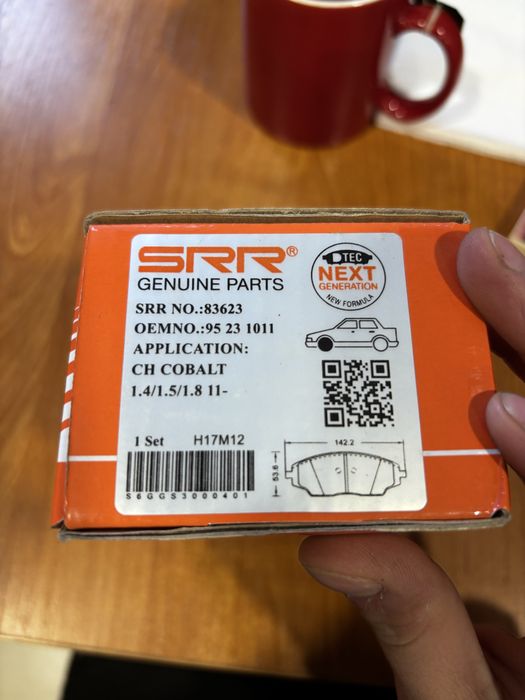 SRR®
GENUINE PARTS
DTEC
NEXT
GENERATION
NEW FORMULA
SRR NO.:83623
OEMNO.:95 23 1011
APPLICATION:
CH COBALT
1.4/1.5/1.8 11-
1 Set H17M12
S6GGS3000401
142.2
53.6